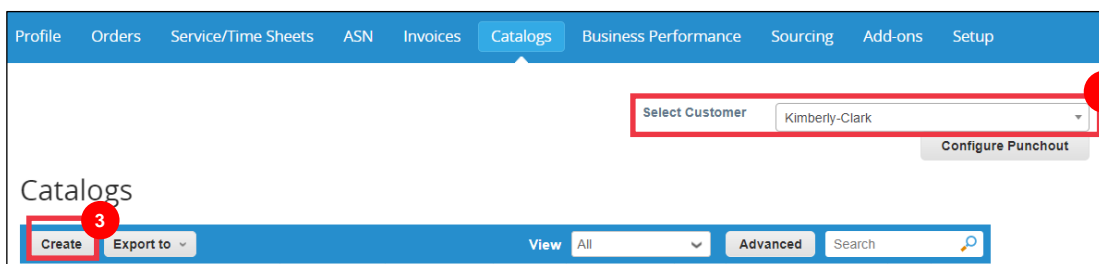 Profile Orders Service/Time Sheets ASN Invoices Catalogs Business Performance Sourcing Add-ons Setup
Select Customer Kimberly-Clark
Configure Punchout
Catalogs
3
Create Export to View All Advanced Search